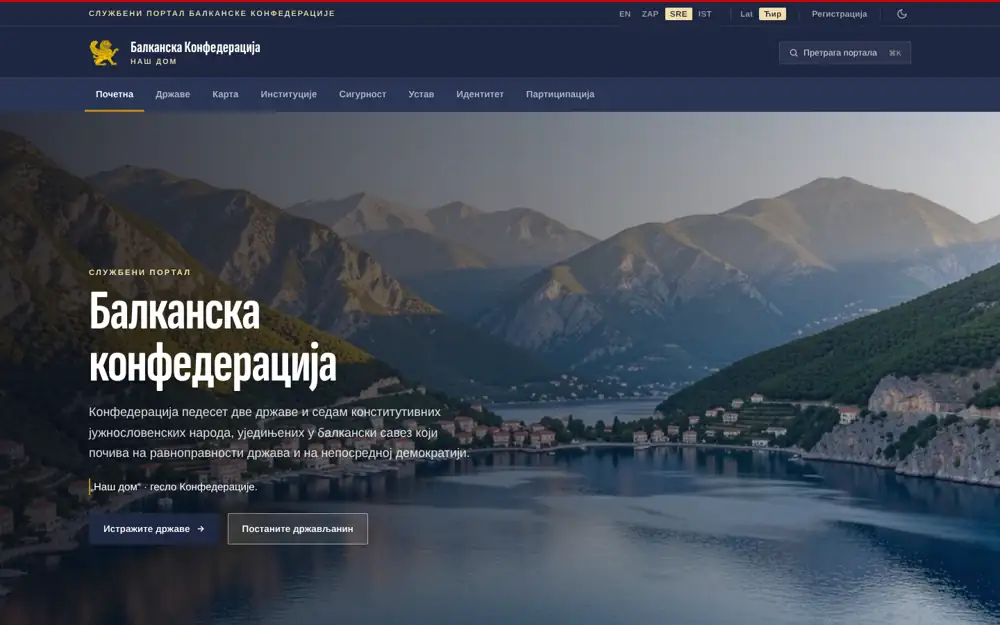 СЛУЖБЕНИ ПОРТАЛ БАЛКАНСКЕ КОНФЕДЕРАЦИЈЕ
EN ZAP SRE IST Lat Ћир Регистрација
Балканска Конфедерација
НАШ ДОМ
Претрага портала ⌘K
Почетна Државе Карта Институције Сигурност Устав Идентитет Партиципација
СЛУЖБЕНИ ПОРТАЛ
Балканска
конфедерација
Конфедерација педесет две државе и седам конститутивних
јужнословенских народа, уједињених у балкански савез који
почива на равноправности држава и на непосредној демократији.
„Наш дом“ · гесло Конфедерације.
Истражите државе →
Постаните држављанин